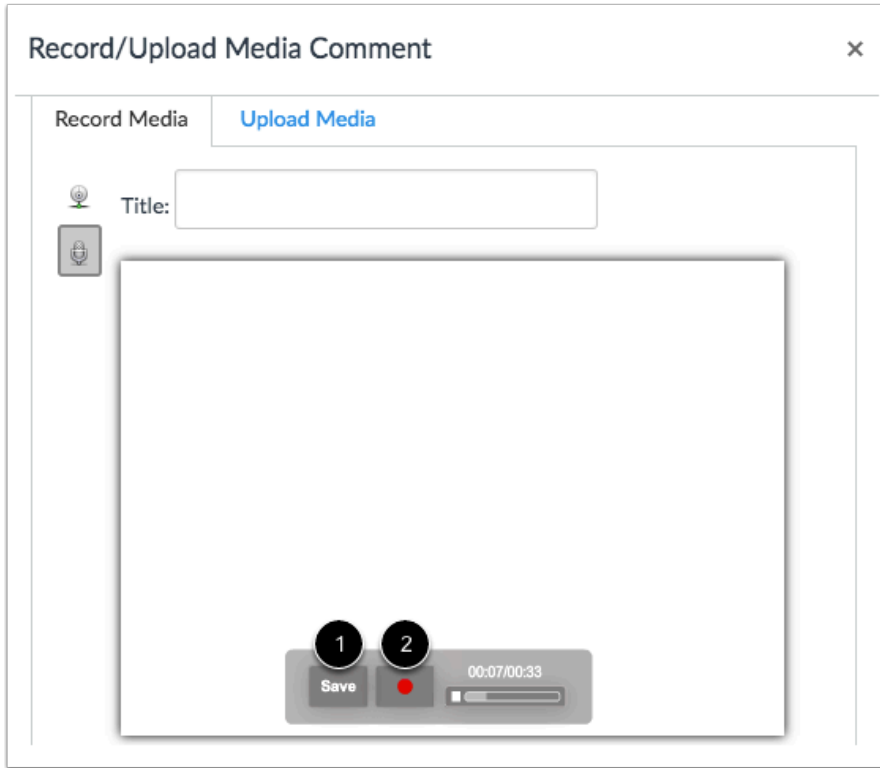 Record/Upload Media Comment ×
Record Media Upload Media
Title:
1 2
Save 00:07/00:33